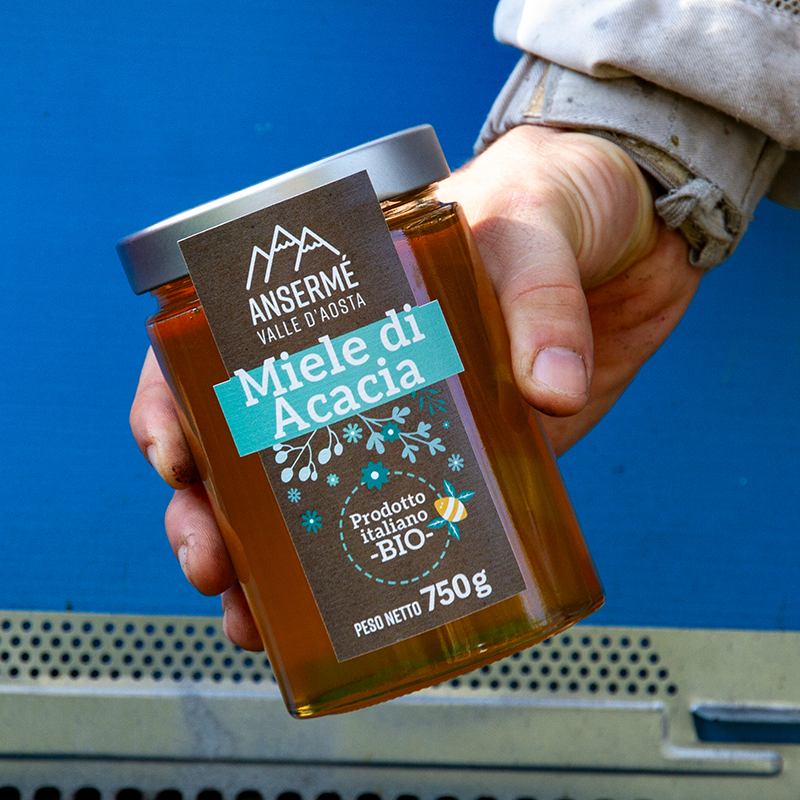 ANSERMÉ
VALLE D'AOSTA
Miele di
Acacia
Prodotto
italiano
-BIO-
PESO NETTO 750g